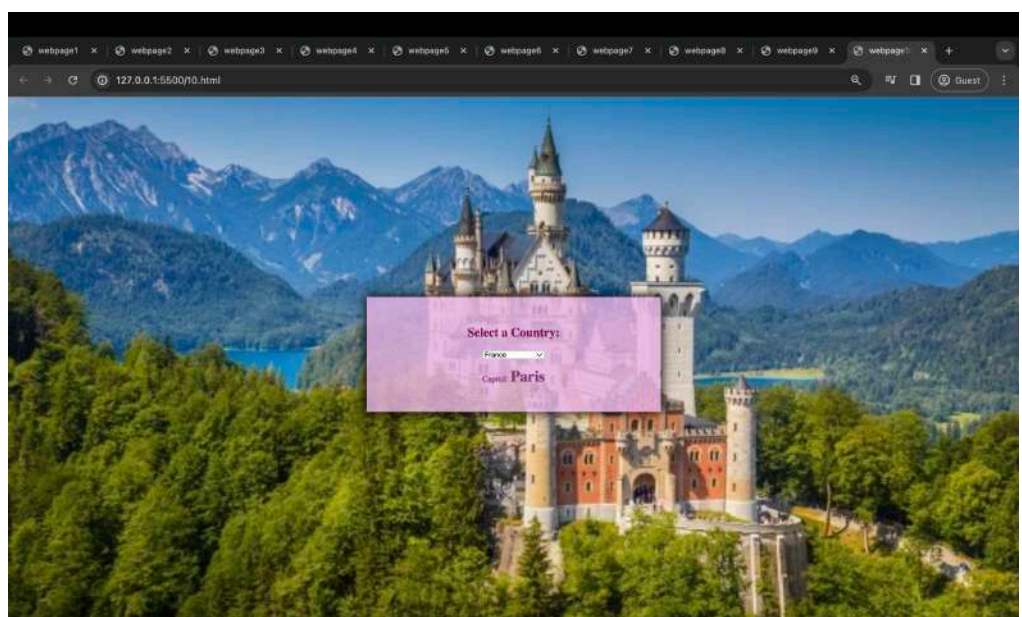 webpage1 webpage2 webpage3 webpage4 webpage5 webpage6 webpage7 webpage8 webpage9 webpage1
127.0.0.1:5500/10.html Guest
Select a Country:
France
Capital: Paris